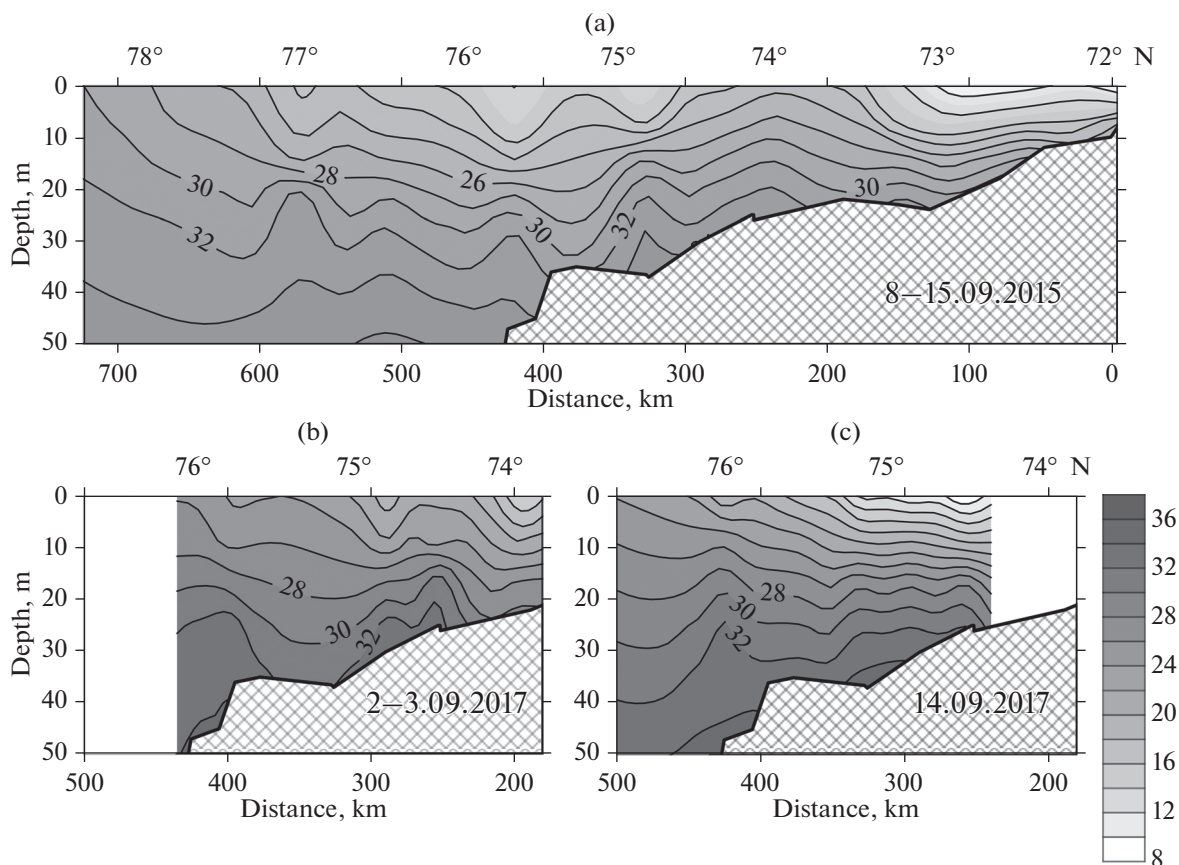 (a)
78° 77° 76° 75° 74° 73° 72° N
0
10
20
30
40
50
Depth, m
30 28 26 30
32 30 32
8–15.09.2015
700 600 500 400 300 200 100 0
Distance, km
(b) (c)
76° 75° 74° 76° 75° 74° N
0
10
20
30
40
50
Depth, m
28
30
32
2–3.09.2017
500 400 300 200
Distance, km
0
10
20
30
40
50
28
30
32
14.09.2017
500 400 300 200
Distance, km
36
32
28
24
20
16
12
8